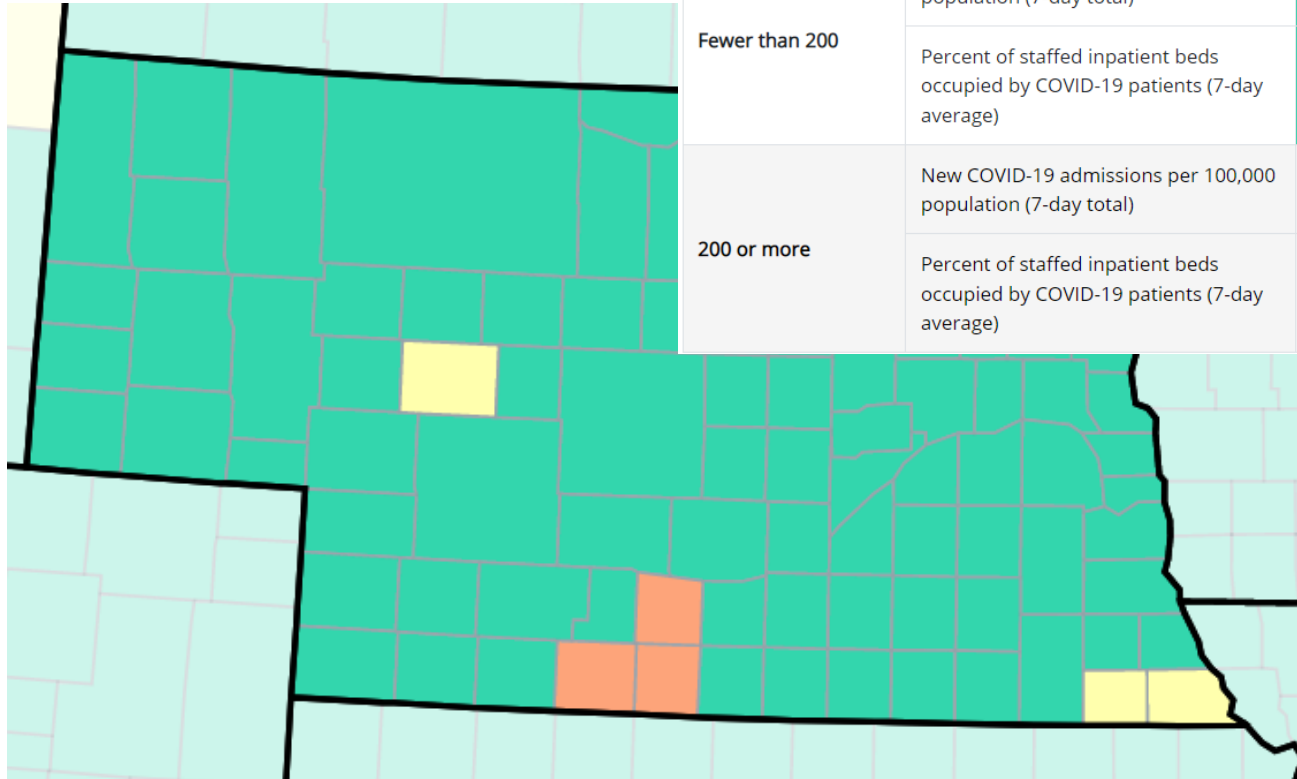 population (7-day total)
Fewer than 200
Percent of staffed inpatient beds
occupied by COVID-19 patients (7-day
average)
New COVID-19 admissions per 100,000
population (7-day total)
200 or more
Percent of staffed inpatient beds
occupied by COVID-19 patients (7-day
average)